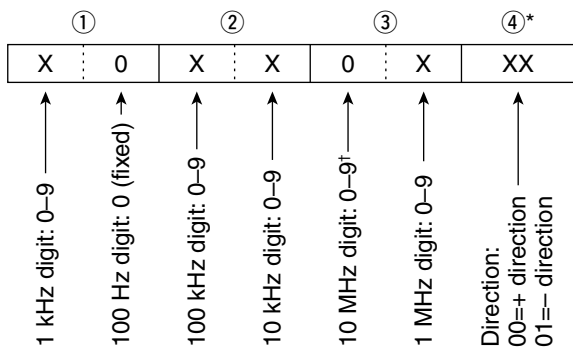 ① ② ③ ④*
X 0 X X 0 X XX
1 kHz digit: 0–9
100 Hz digit: 0 (fixed)
100 kHz digit: 0–9
10 kHz digit: 0–9
10 MHz digit: 0–9†
1 MHz digit: 0–9
Direction:
00=+ direction
01=– direction